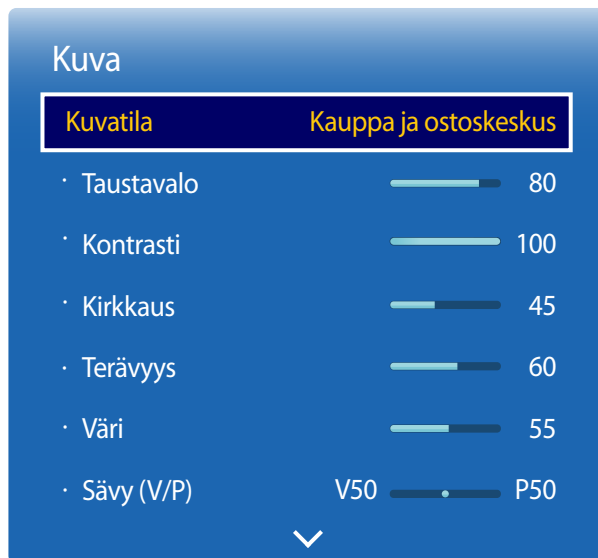 Kuva
Kuvatila Kauppa ja ostoskeskus
· Taustavalo 80
· Kontrasti 100
· Kirkkaus 45
· Terävyys 60
· Väri 55
· Sävy (V/P) V50 P50